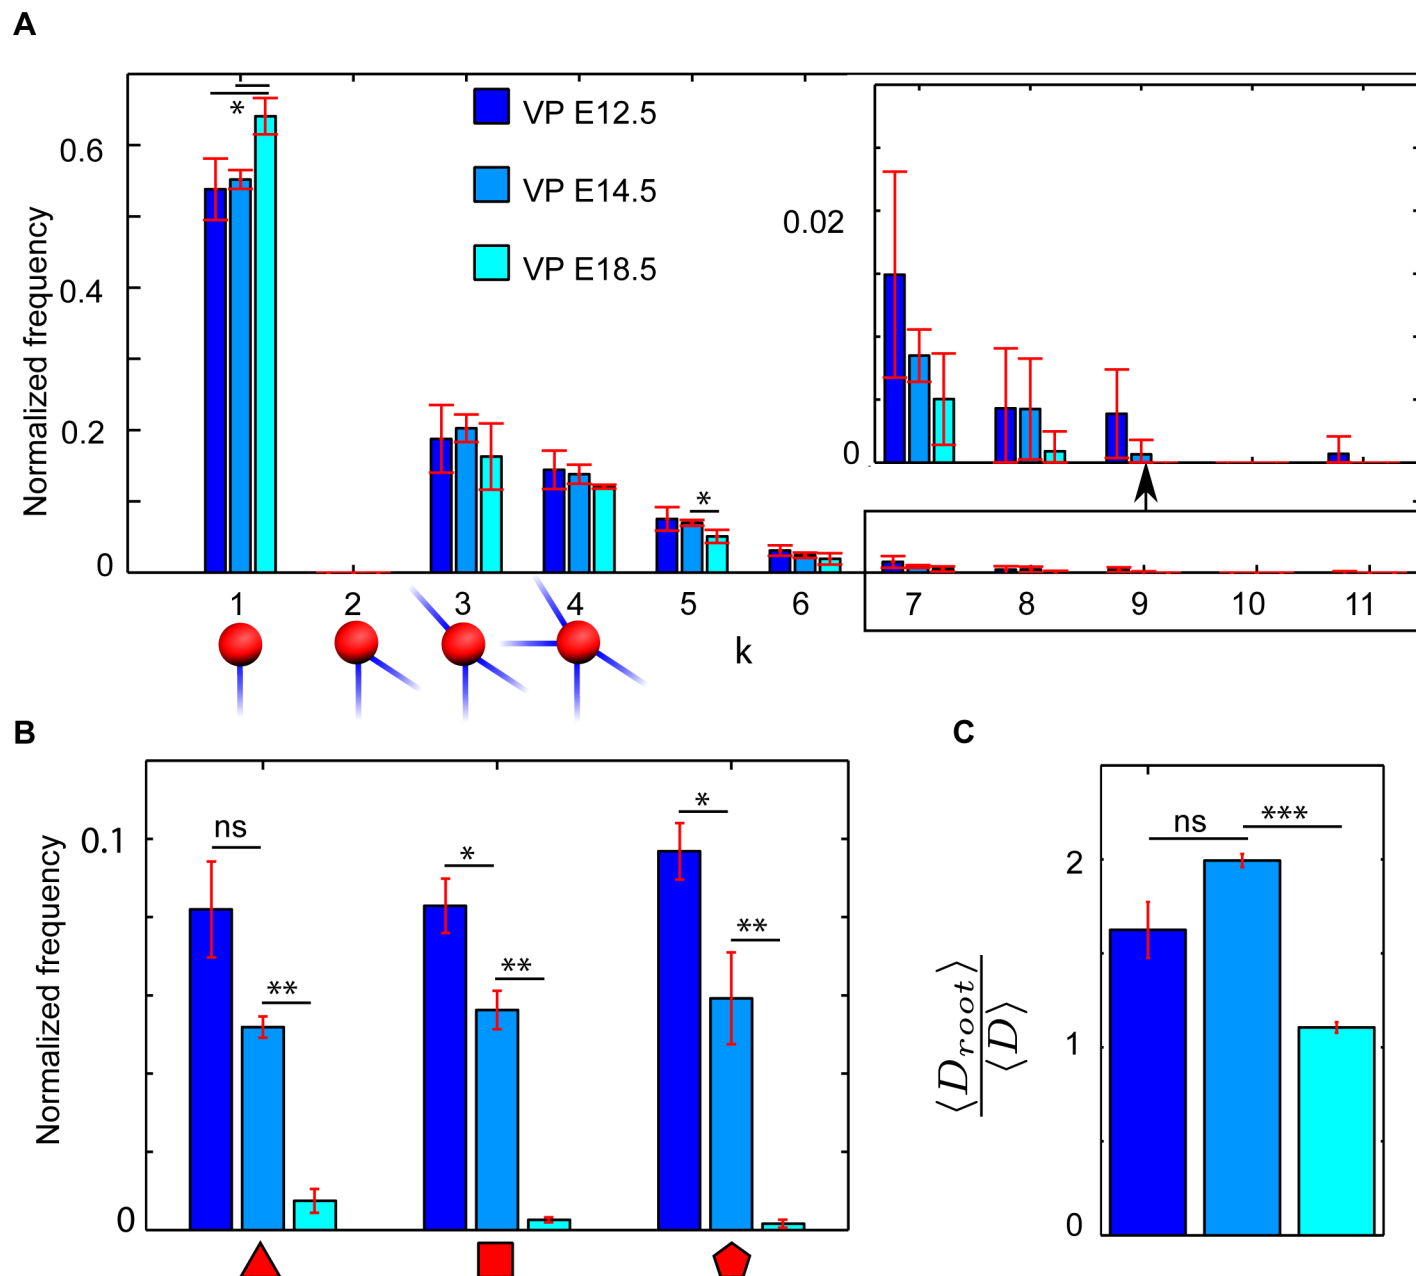 A
*
VP E12.5
VP E14.5
VP E18.5
Normalized frequency
0.6
0.4
0.2
0
0.02
0
*
1 2 3 4 5 6 7 8 9 10 11
k
B
C
Normalized frequency
0.1
0
ns
**
*
**
*
**
⟨D_root⟩
⟨D⟩
2
1
0
ns
***